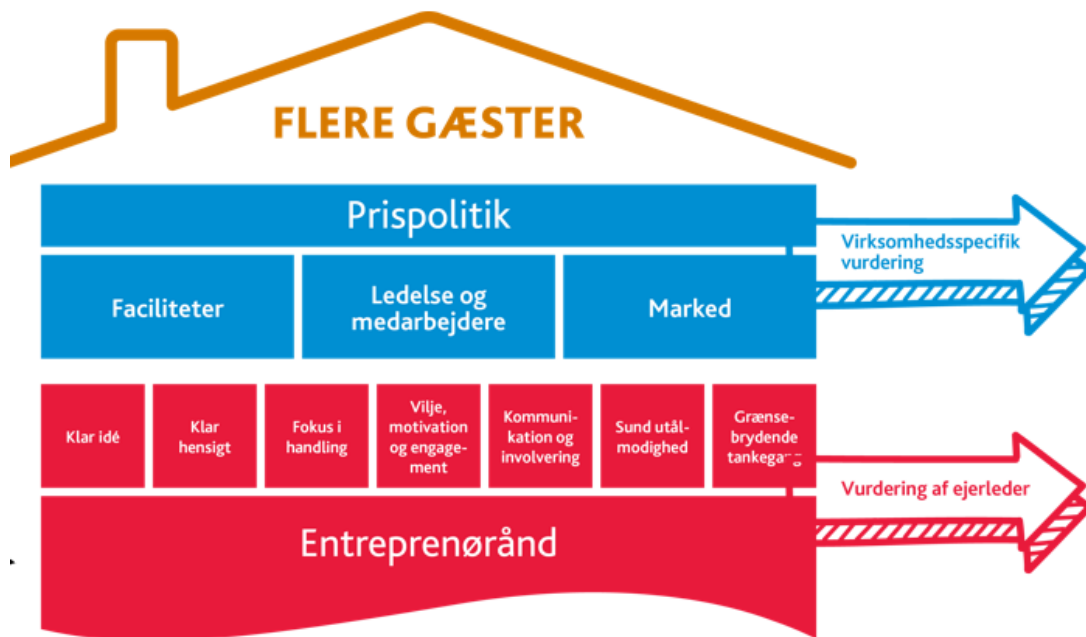 FLERE GÆSTER
Prispolitik
Virksomhedsspecifik
vurdering
Faciliteter
Ledelse og
medarbejdere
Marked
Klar idé
Klar
hensigt
Fokus i
handling
Vilje,
motivation
og engage-
ment
Kommuni-
kation og
involvering
Sund utål-
modighed
Grænse-
brydende
tankegang
Vurdering af ejerleder
Entreprenørånd